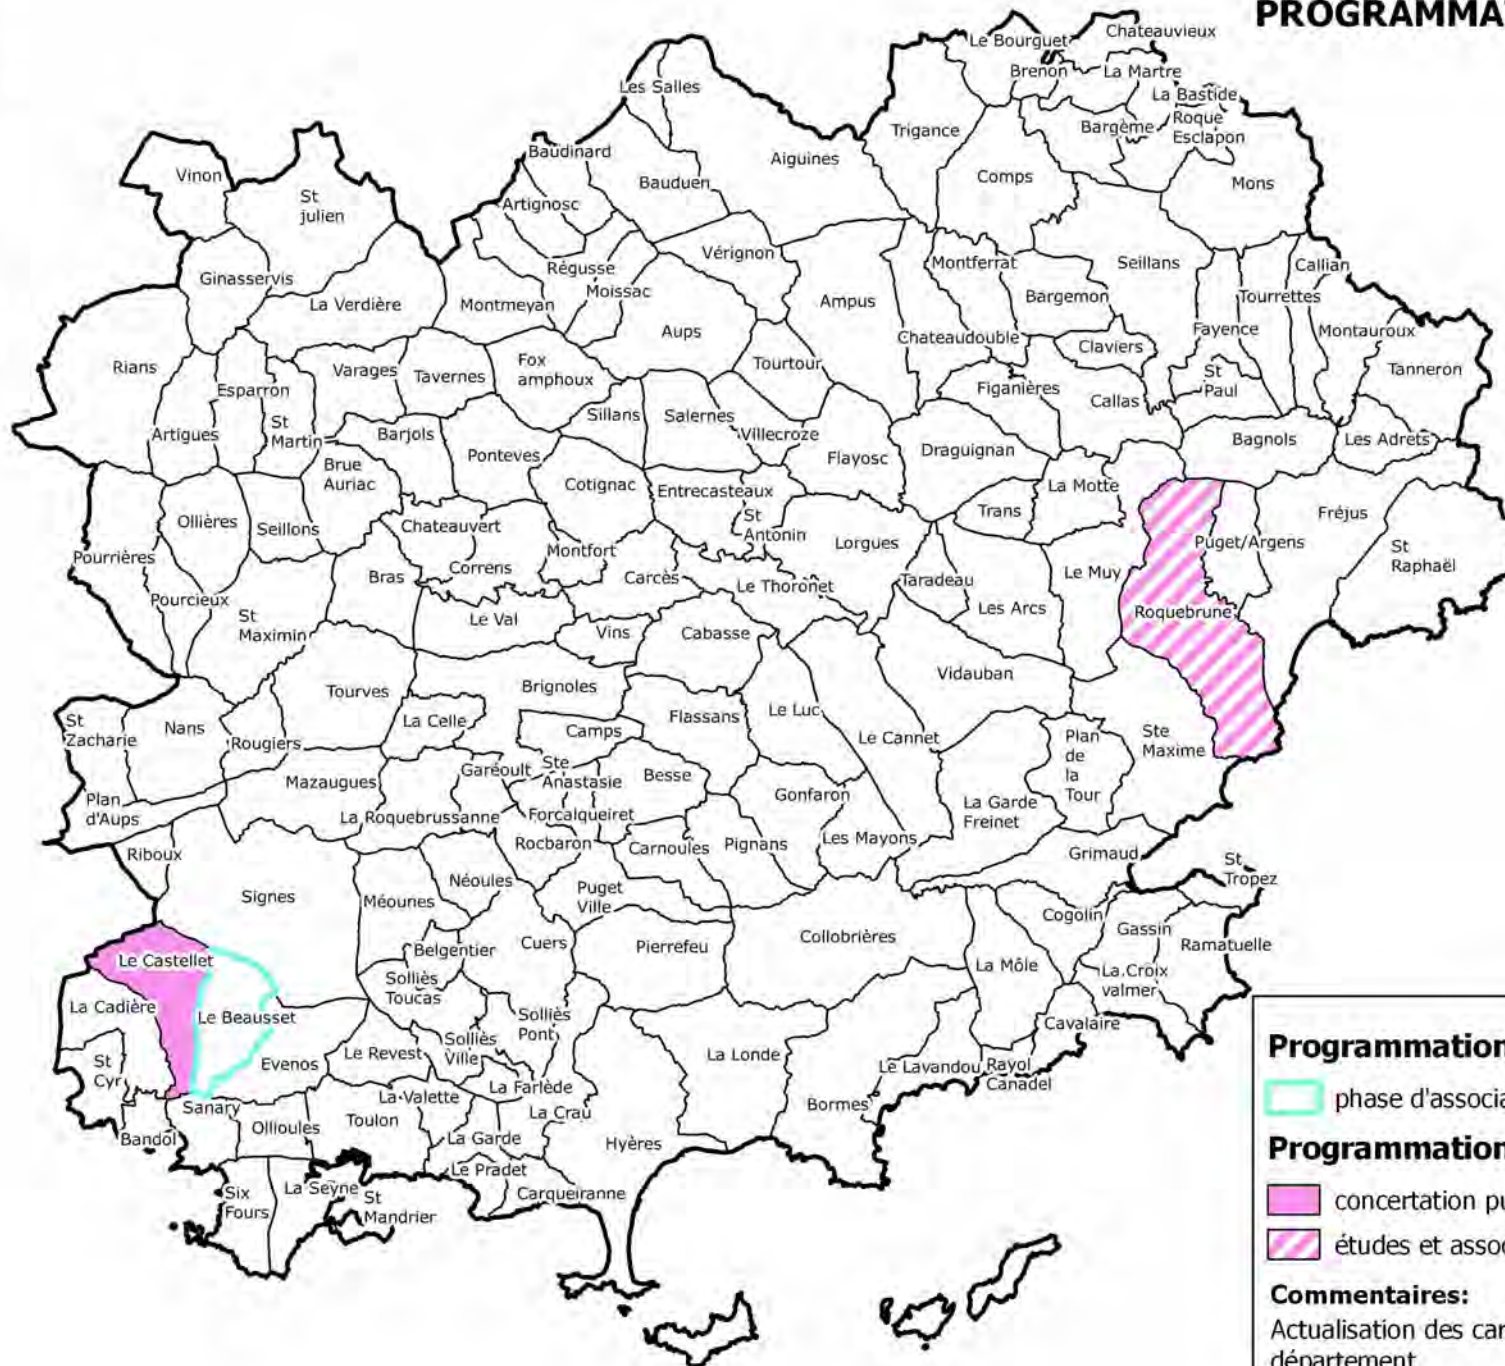 PROGRAMMAT
Le Bourguet
Chateauvieux
Brenon
La Martre
La Bastide
Les Salles
Trigance
Bargème
Roque
Esclapon
Baudinard
Aiguines
Vinon
Bauduen
Comps
Mons
St
julien
Artignosc
Vérignon
Ginasservis
Régusse
Montferrat
Seillans
Callian
La Verdière
Montmeyan
Moissac
Ampus
Bargemon
Tourrettes
Aups
Chateaudouble
Fayence
Montauroux
Claviers
Rians
Varages
Tavernes
Fox
amphoux
Tourtour
Tanneron
Esparron
Figanières
St
Paul
Callas
Sillans
Salernes
Artigues
St
Martin
Barjols
Villecroze
Bagnols
Les Adrets
Ponteves
Flayosc
Draguignan
Brue
Auriac
Cotignac
Entrecasteaux
La Motte
Ollières
Seillons
Chateauvert
St
Antonin
Trans
Fréjus
Lorgues
Puget/Argens
St
Raphaël
Pourrières
Montfort
Bras
Correns
Carcès
Le Thoronet
Taradeau
Le Muy
Pourcieux
Les Arcs
Roquebrune
St
Maximin
Le Val
Vins
Cabasse
Vidauban
Tourves
Brignoles
St
Zacharie
Nans
La Celle
Flassans
Le Luc
Rougiers
Camps
Le Cannet
Plan
de
la
Tour
Ste
Maxime
Mazaugues
Garéoult
Ste
Anastasie
Besse
Plan
d'Aups
Gonfaron
La Garde
Freinet
La Roquebrussanne
Forcalqueiret
Riboux
Rocbaron
Carnoules
Pignans
Les Mayons
Grimaud
St
Tropez
Signes
Méounes
Néoules
Puget
Ville
Cogolin
Gassin
Belgentier
Cuers
Pierrefeu
Collobrières
Ramatuelle
Le Castellet
Solliès
Toucas
La Môle
La Croix
valmer
La Cadière
Le Beausset
Solliès
Pont
Cavalaire
St
Cyr
Evenos
Le Revest
Solliès
Ville
La Londe
Le Lavandou
Rayol
Canadel
La Farlède
Sanary
La Valette
Bormes
Bandol
Ollioules
Toulon
La Crau
La Garde
Hyères
Le Pradet
Six
Fours
La Seyne
St
Mandrier
Carqueiranne
Programmation
phase d'associa
Programmation
concertation pu
études et assoc
Commentaires:
Actualisation des car
département